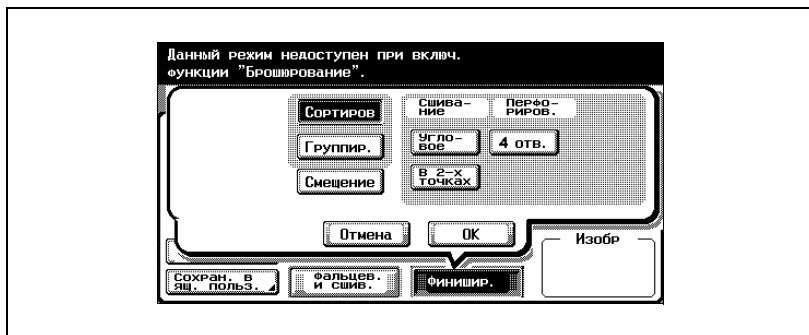 Данный режим недоступен при включ.
функции "Брошюрование".
Сшива-
ние
Перфо-
риров.
Сортиров
Группир.
Смещение
Угло-
вое
4 отв.
В 2-х
точках
Отмена
OK
Изобр
Сохран. в
ящ. польз.
Фальцев.
и сшив.
Финишир.